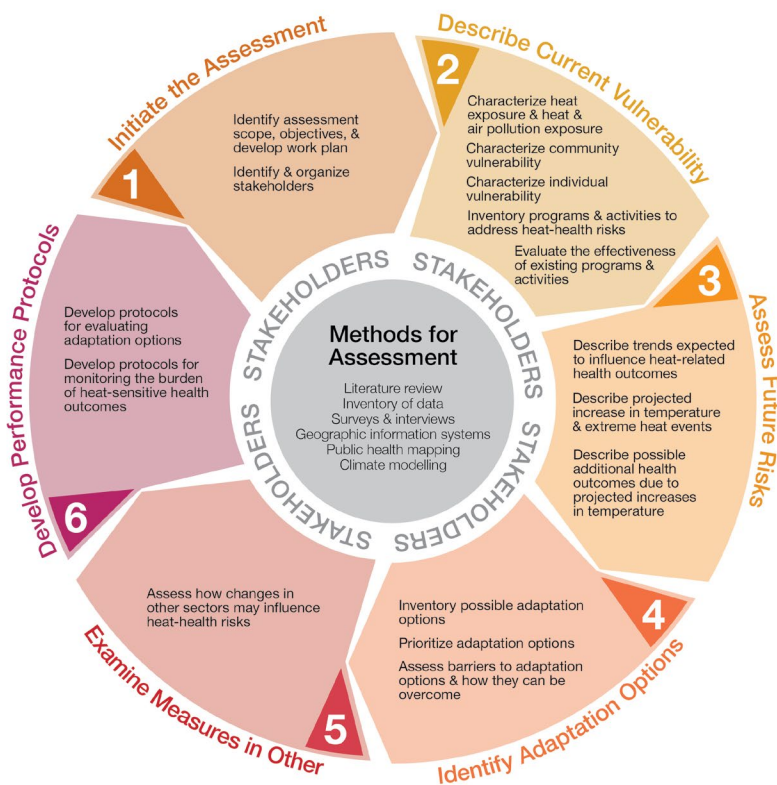 Initiate the Assessment
1
Identify assessment
scope, objectives, &
develop work plan
Identify & organize
stakeholders
Describe Current Vulnerability
2
Characterize heat
exposure & heat &
air pollution exposure
Characterize community
vulnerability
Characterize individual
vulnerability
Inventory programs & activities to
address heat-health risks
Evaluate the effectiveness
of existing programs &
activities
Assess Future Risks
3
Describe trends expected
to influence heat-related
health outcomes
Describe projected
increase in temperature
& extreme heat events
Describe possible
additional health
outcomes due to
projected increases
in temperature
Identify Adaptation Options
4
Inventory possible adaptation
options
Prioritize adaptation options
Assess barriers to adaptation
options & how they can be
overcome
Examine Measures in Other
5
Assess how changes in
other sectors may influence
heat-health risks
Develop Performance Protocols
6
Develop protocols
for evaluating
adaptation options
Develop protocols for
monitoring the burden
of heat-sensitive health
outcomes
STAKEHOLDERS
STAKEHOLDERS
STAKEHOLDERS
STAKEHOLDERS
Methods for
Assessment
Literature review
Inventory of data
Surveys & interviews
Geographic information systems
Public health mapping
Climate modelling